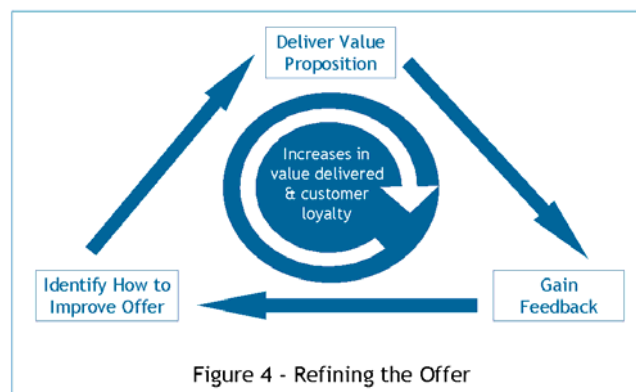 Deliver Value
Proposition
Increases in
value delivered
& customer
loyalty
Identify How to
Improve Offer
Gain
Feedback
Figure 4 - Refining the Offer